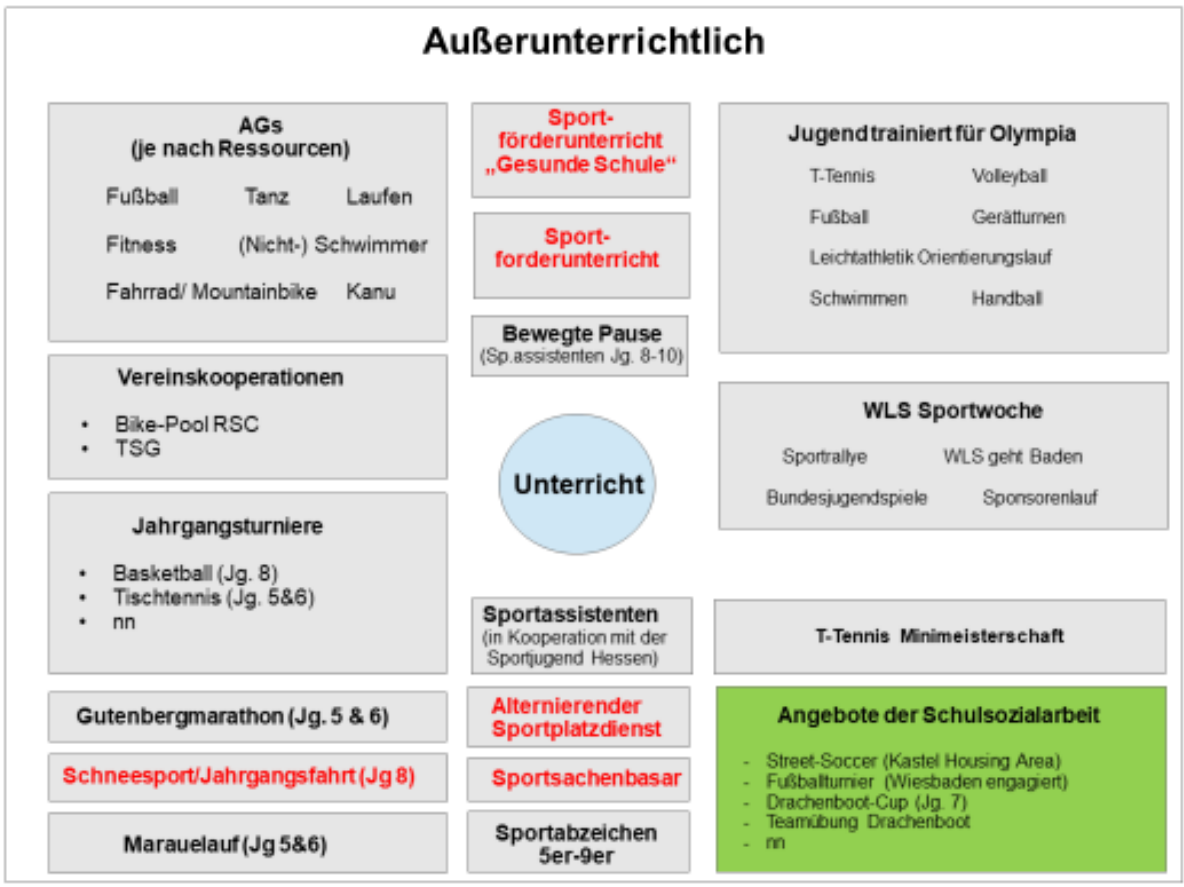 Außerunterrichtlich
AGs
(je nach Ressourcen)
Fußball Tanz Laufen
Fitness (Nicht-) Schwimmer
Fahrrad/ Mountainbike Kanu
Vereinskooperationen
• Bike-Pool RSC
• TSG
Jahrgangsturniere
• Basketball (Jg. 8)
• Tischtennis (Jg. 5&6)
• nn
Gutenbergmarathon (Jg. 5 & 6)
Schneesport/Jahrgangsfahrt (Jg 8)
Marauelauf (Jg 5&6)
Sport-
förderunterricht
„Gesunde Schule“
Sport-
forderunterricht
Bewegte Pause
(Sp.assistenten Jg. 8-10)
Unterricht
Sportassistenten
(in Kooperation mit der
Sportjugend Hessen)
Alternierender
Sportplatzdienst
Sportsachenbasar
Sportabzeichen
5er-9er
Jugend trainiert für Olympia
T-Tennis Volleyball
Fußball Gerätturnen
Leichtathletik Orientierungslauf
Schwimmen Handball
WLS Sportwoche
Sportrallye WLS geht Baden
Bundesjugendspiele Sponsorenlauf
T-Tennis Minimeisterschaft
Angebote der Schulsozialarbeit
- Street-Soccer (Kastel Housing Area)
- Fußballturnier (Wiesbaden engagiert)
- Drachenboot-Cup (Jg. 7)
- Teamübung Drachenboot
- nn